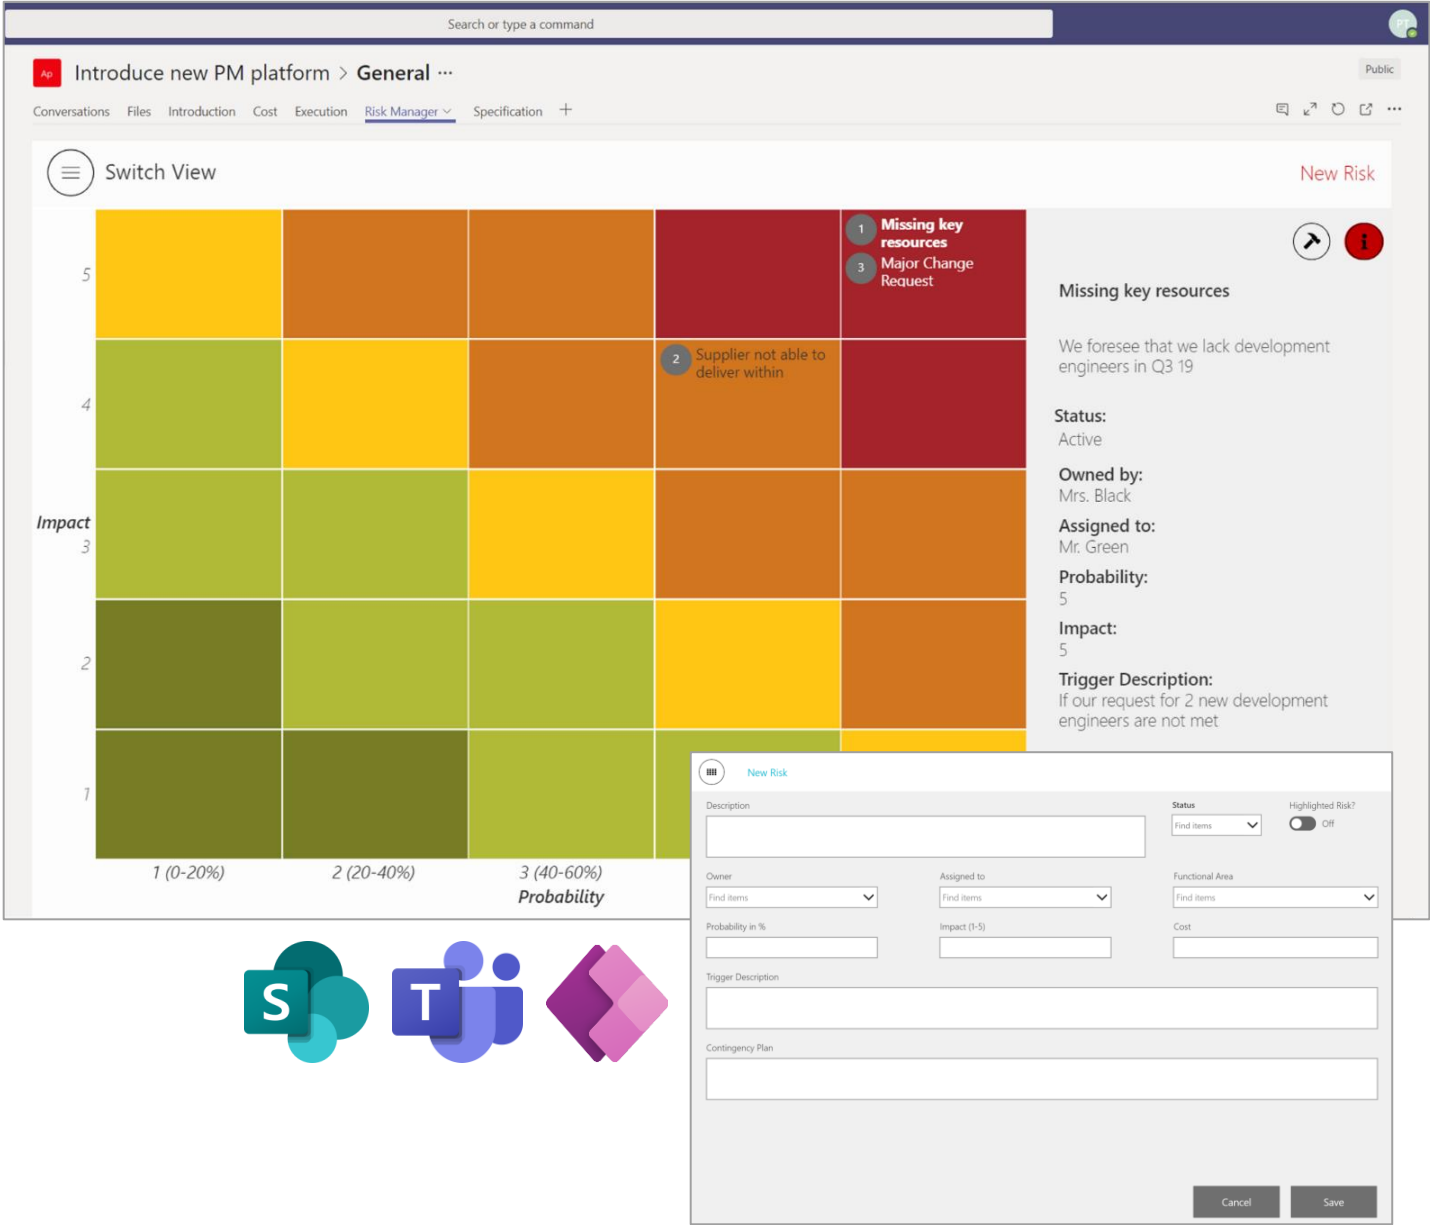 Search or type a command
PT
Ap
Introduce new PM platform > General ...
Public
Conversations Files Introduction Cost Execution Risk Manager Specification +
Switch View
New Risk
5
1 Missing key
resources
3 Major Change
Request
i
Missing key resources
We foresee that we lack development
engineers in Q3 19
4
2 Supplier not able to
deliver within
Status:
Active
Owned by:
Mrs. Black
Impact
3
Assigned to:
Mr. Green
Probability:
5
Impact:
5
2
Trigger Description:
If our request for 2 new development
engineers are not met
1
1 (0-20%) 2 (20-40%) 3 (40-60%)
Probability
New Risk
Description
Status
Highlighted Risk?
Find items
Off
Owner
Assigned to
Functional Area
Find items
Find items
Find items
Probability in %
Impact (1-5)
Cost
Trigger Description
Contingency Plan
Cancel
Save
S
T